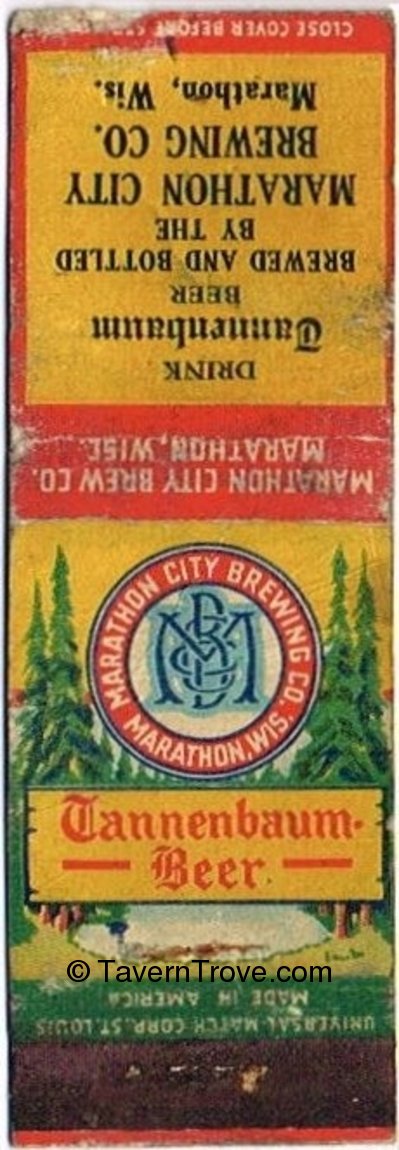 CLOSE COVER BEFORE
DRINK
Tannenbaum
BEER
BREWED AND BOTTLED
BY THE
MARATHON CITY
BREWING CO.
Marathon, Wis.
MARATHON CITY BREW CO.
MARATHON, WISC.
MARATHON CITY BREWING CO.
MBCC
MARATHON, WIS.
Tannenbaum-
Beer
© TavernTrove.com
MADE IN AMERICA
UNIVERSAL MATCH CORP. ST. LOUIS